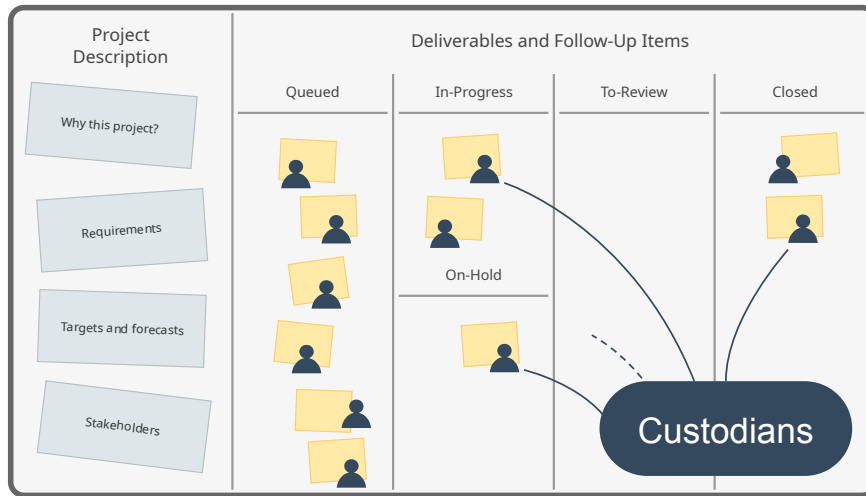 Project
Description
Deliverables and Follow-Up Items
Queued
In-Progress
To-Review
Closed
Why this project?
Requirements
On-Hold
Targets and forecasts
Stakeholders
Custodians